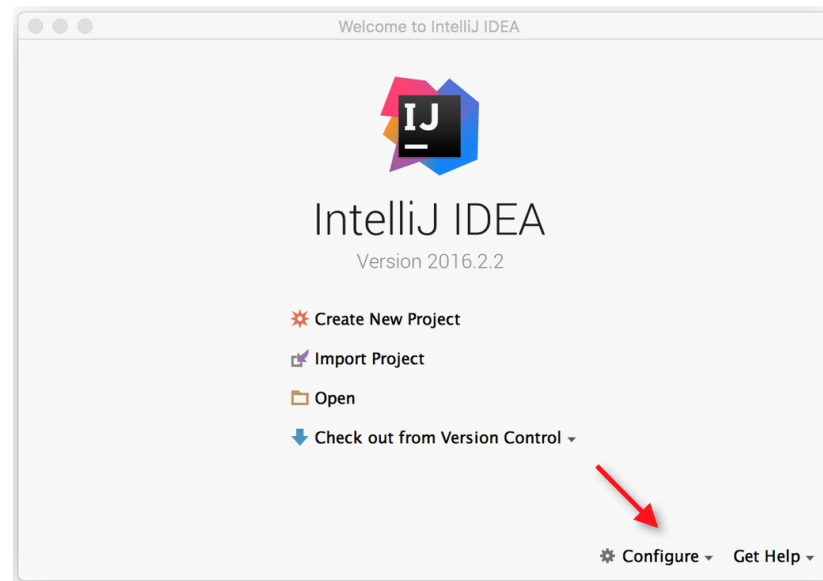 Welcome to IntelliJ IDEA
IJ
IntelliJ IDEA
Version 2016.2.2
Create New Project
Import Project
Open
Check out from Version Control
Configure
Get Help